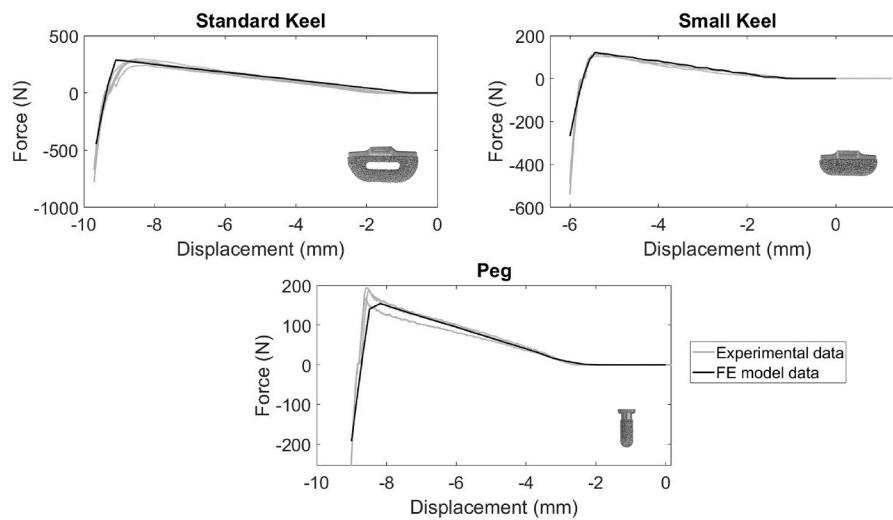 Standard Keel
500
0
-500
-1000
Force (N)
-10 -8 -6 -4 -2 0
Displacement (mm)
Small Keel
200
0
-200
-400
-600
Force (N)
-6 -4 -2 0
Displacement (mm)
Peg
200
100
0
-100
-200
Force (N)
-10 -8 -6 -4 -2 0
Displacement (mm)
Experimental data
FE model data